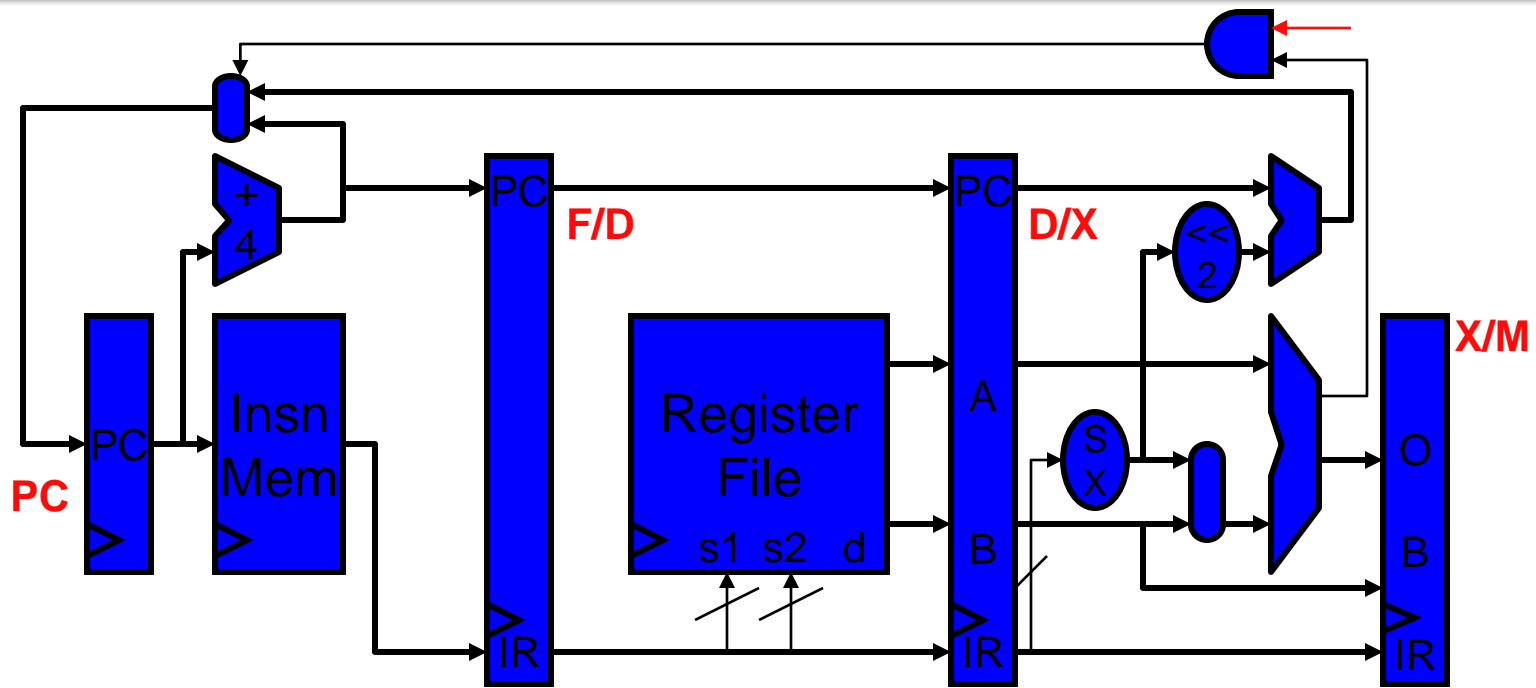 +
4
PC
PC
Insn
Mem
PC
F/D
IR
Register
File
s1 s2 d
PC
D/X
A
B
IR
<<
2
S
X
X/M
O
B
IR